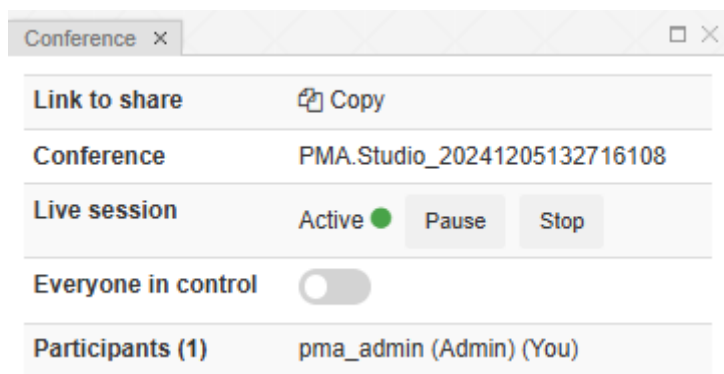 Conference
Link to share Copy
Conference PMA.Studio_20241205132716108
Live session Active Pause Stop
Everyone in control
Participants (1) pma_admin (Admin) (You)